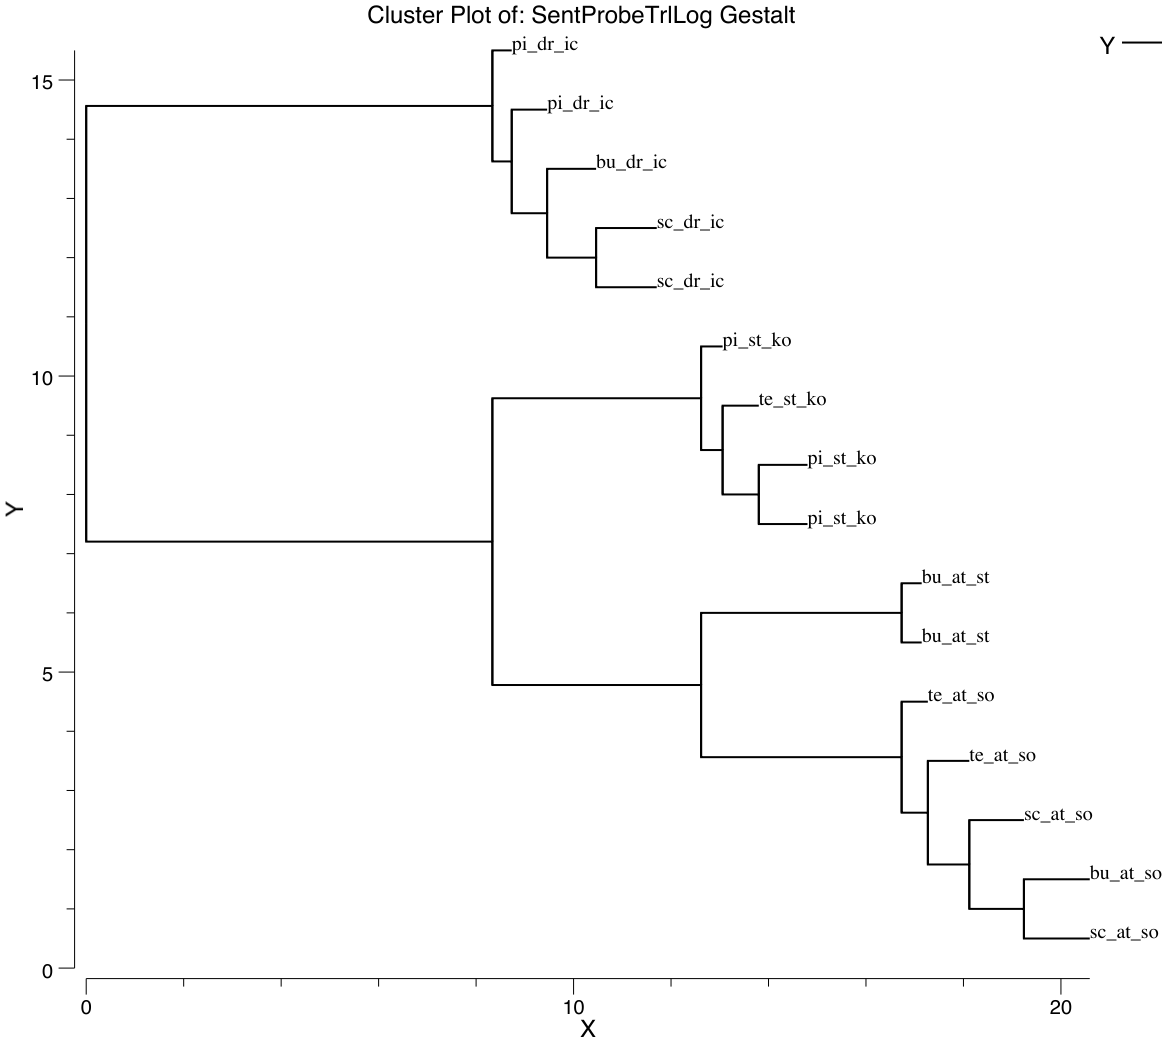 Cluster Plot of: SentProbeTrlLog Gestalt
Y
pi_dr_ic
15
pi_dr_ic
bu_dr_ic
sc_dr_ic
sc_dr_ic
pi_st_ko
10
te_st_ko
pi_st_ko
Y
pi_st_ko
bu_at_st
bu_at_st
5
te_at_so
te_at_so
sc_at_so
bu_at_so
sc_at_so
0
0 10 20
X